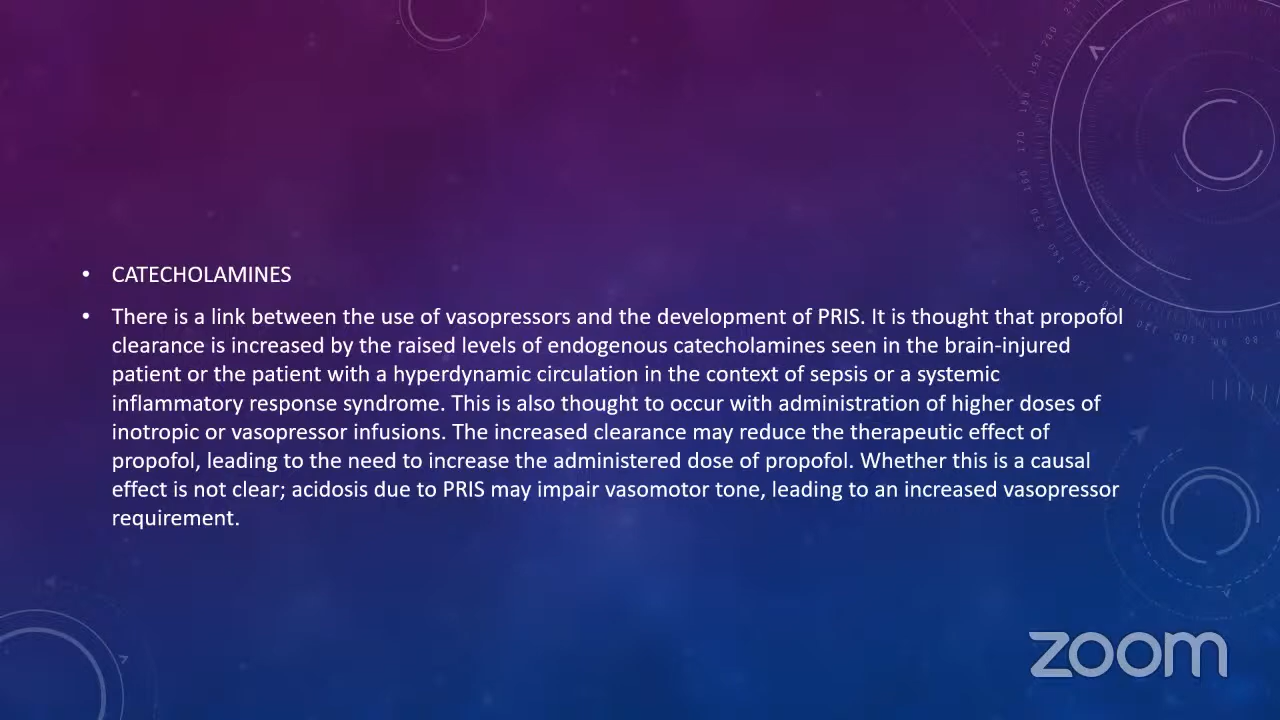 • CATECHOLAMINES
• There is a link between the use of vasopressors and the development of PRIS. It is thought that propofol
clearance is increased by the raised levels of endogenous catecholamines seen in the brain-injured
patient or the patient with a hyperdynamic circulation in the context of sepsis or a systemic
inflammatory response syndrome. This is also thought to occur with administration of higher doses of
inotropic or vasopressor infusions. The increased clearance may reduce the therapeutic effect of
propofol, leading to the need to increase the administered dose of propofol. Whether this is a causal
effect is not clear; acidosis due to PRIS may impair vasomotor tone, leading to an increased vasopressor
requirement.
zoom